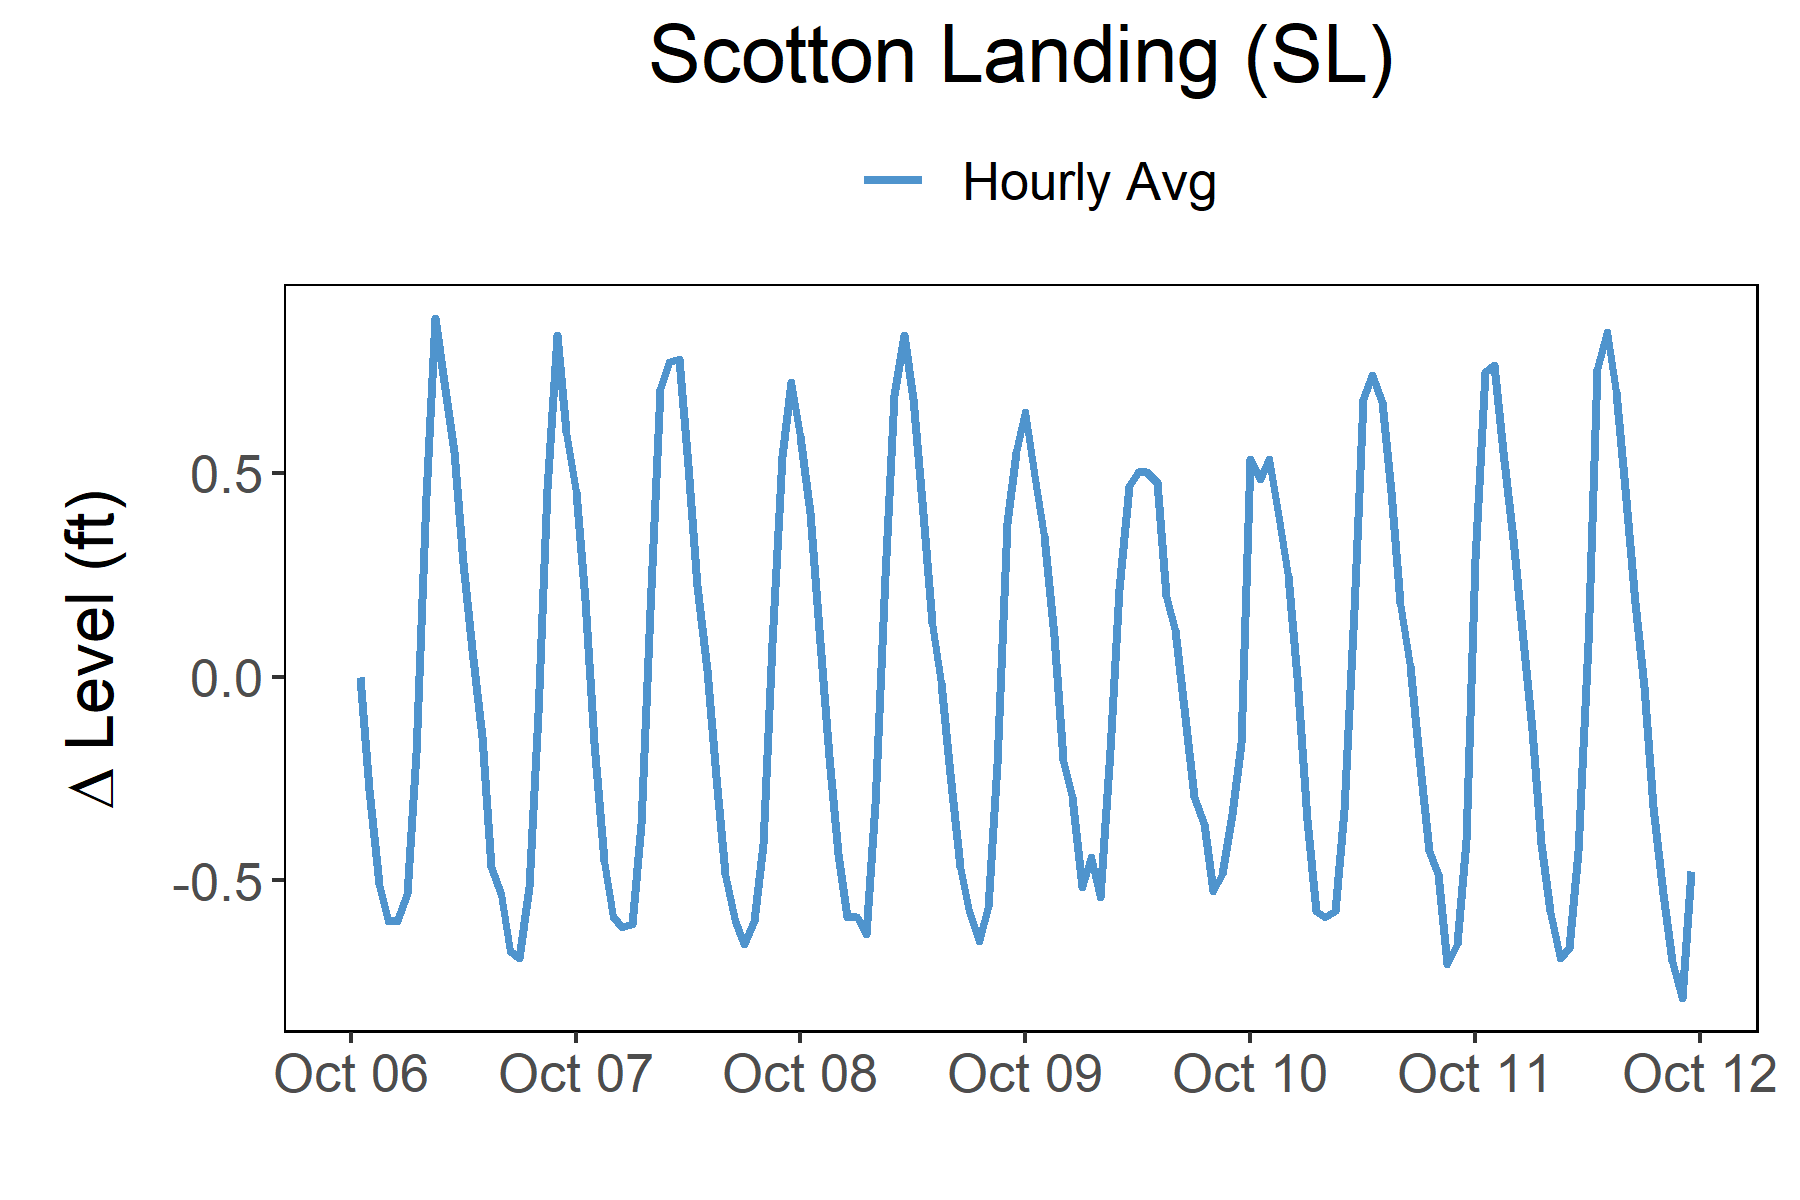 Scotton Landing (SL)
Hourly Avg
Δ Level (ft)
0.5
0.0
-0.5
Oct 06 Oct 07 Oct 08 Oct 09 Oct 10 Oct 11 Oct 12